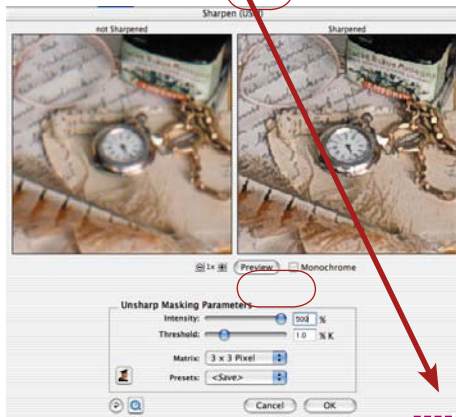 Sharpen (USM)
not Sharpened
Sharpened
1x
Preview
Monochrome
Unsharp Masking Parameters
Intensity:
500
%
Threshold:
1.0
% K
Matrix:
3 x 3 Pixel
Presets:
<Save>
Cancel
OK